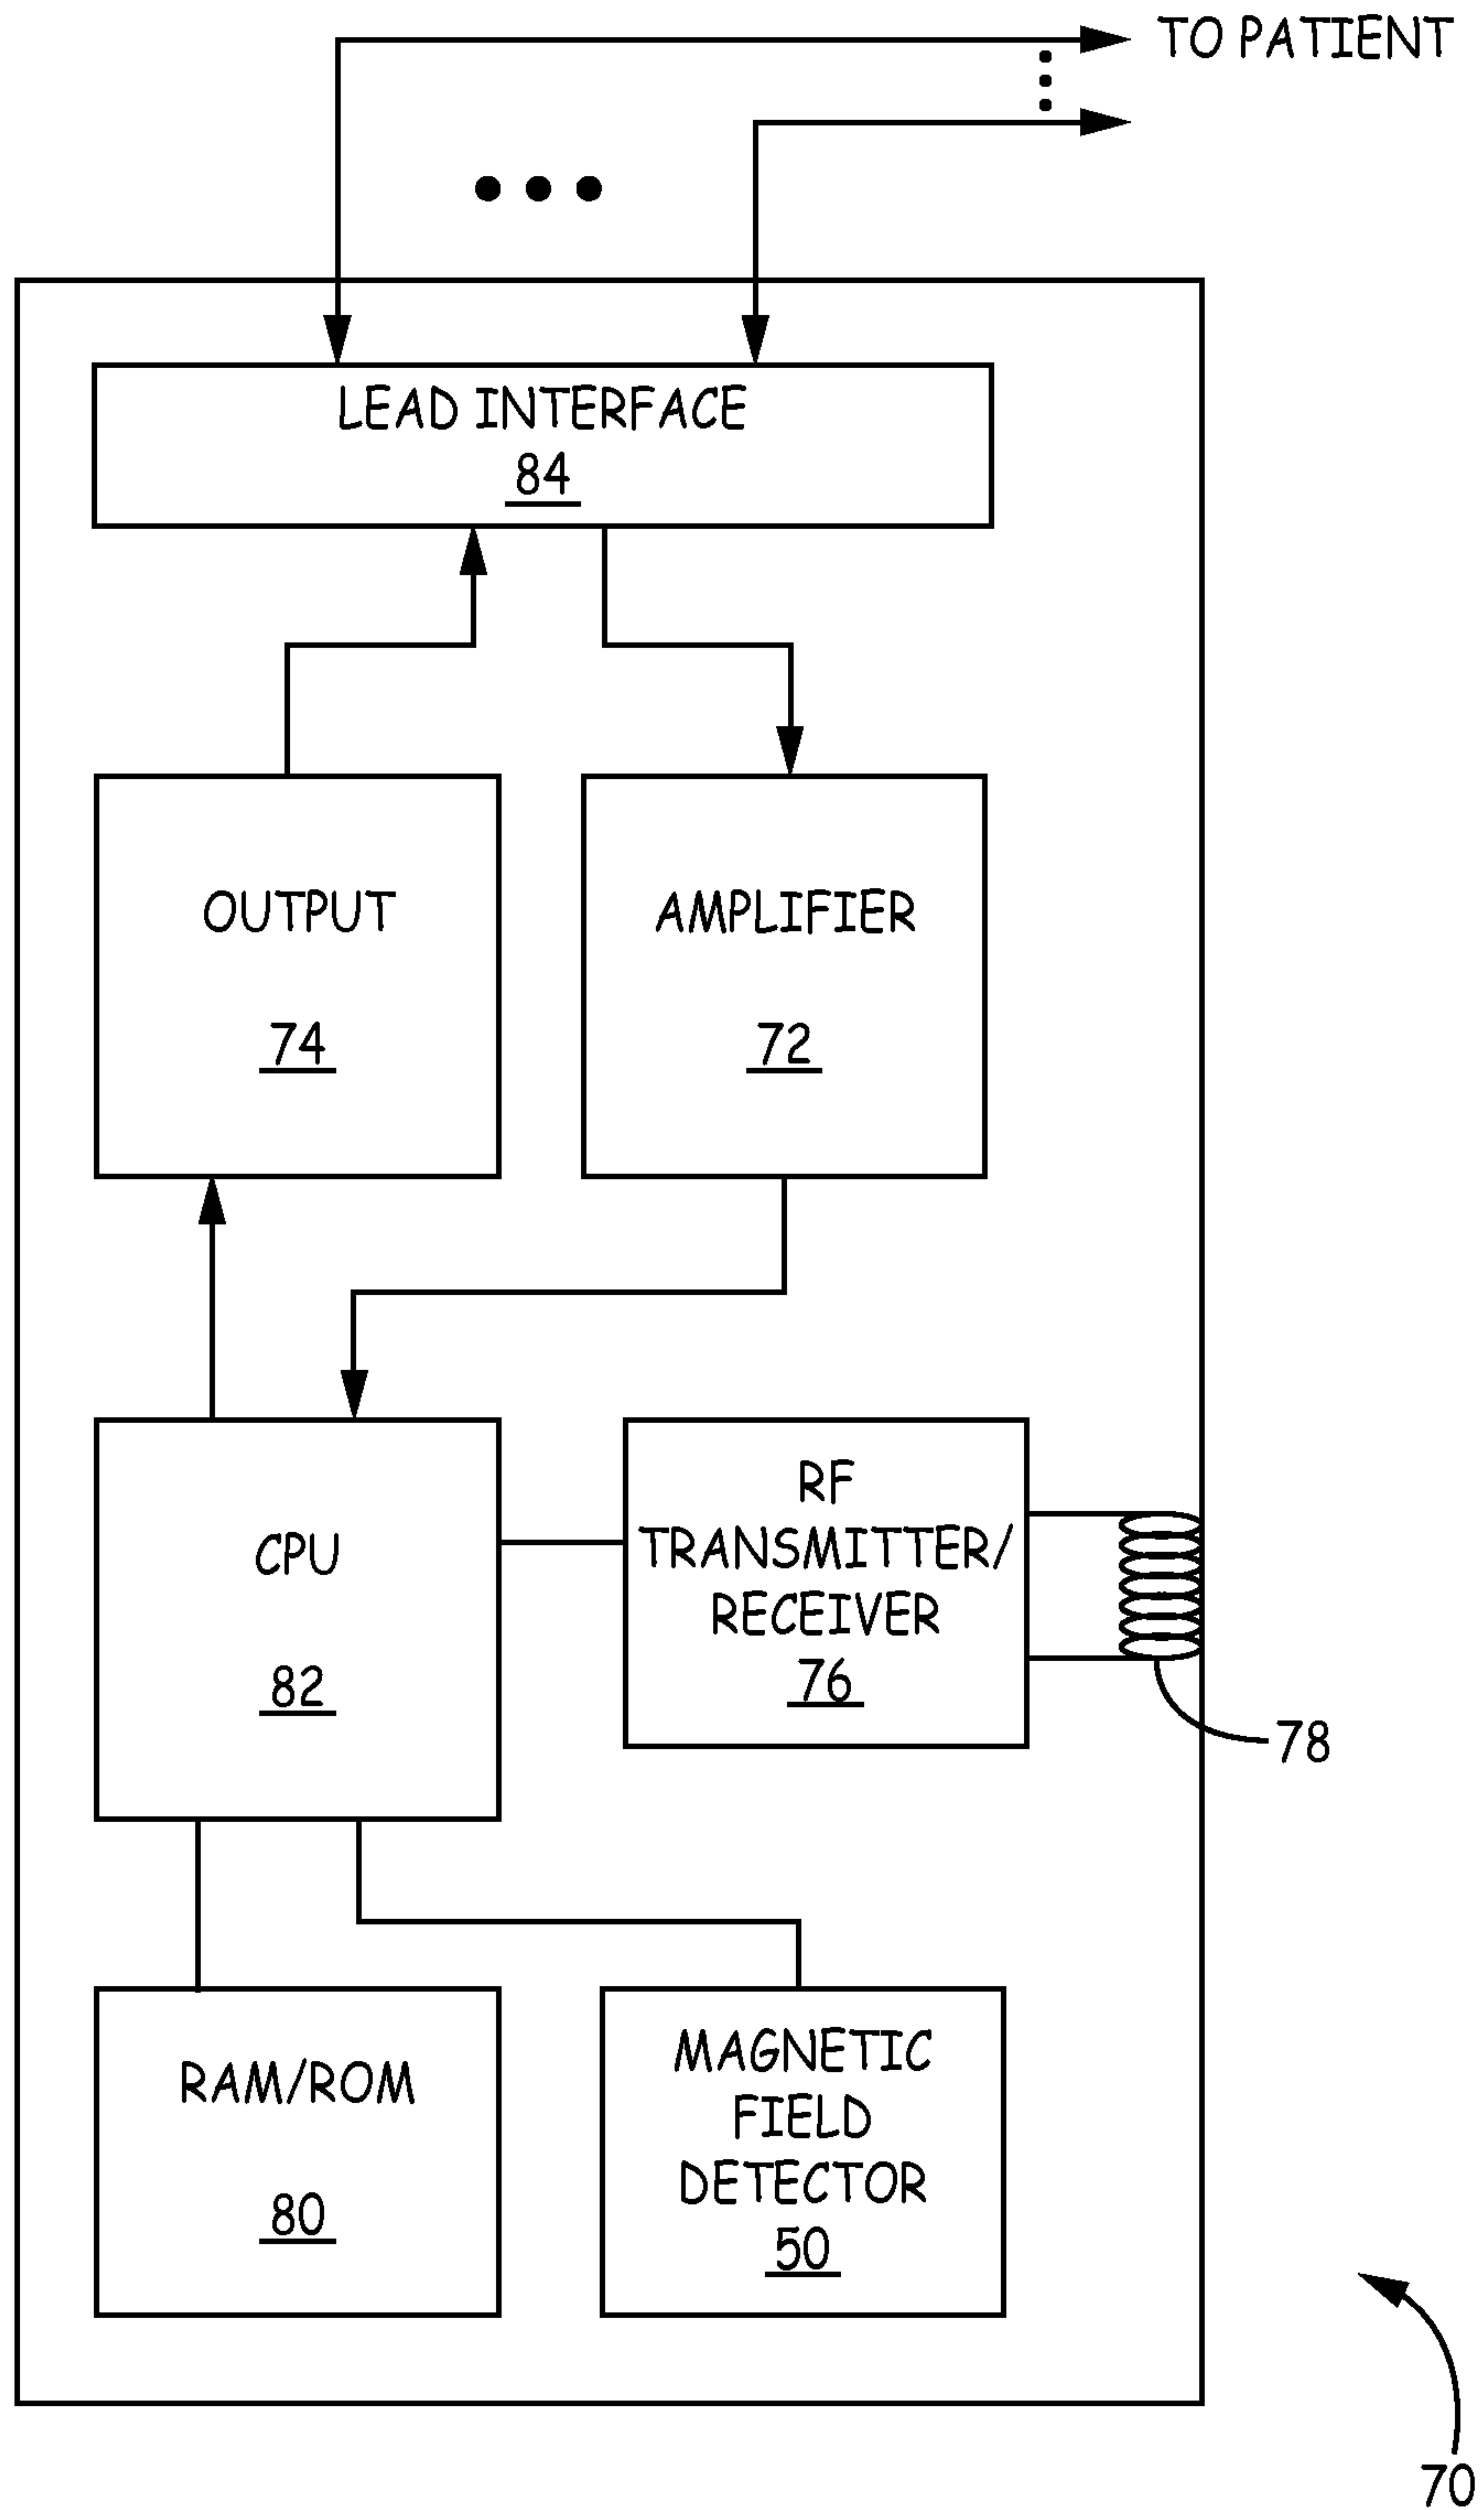 TO PATIENT
LEAD INTERFACE
84
OUTPUT
74
AMPLIFIER
72
CPU
82
RF
TRANSMITTER/
RECEIVER
76
78
RAM/ROM
80
MAGNETIC
FIELD
DETECTOR
50
70